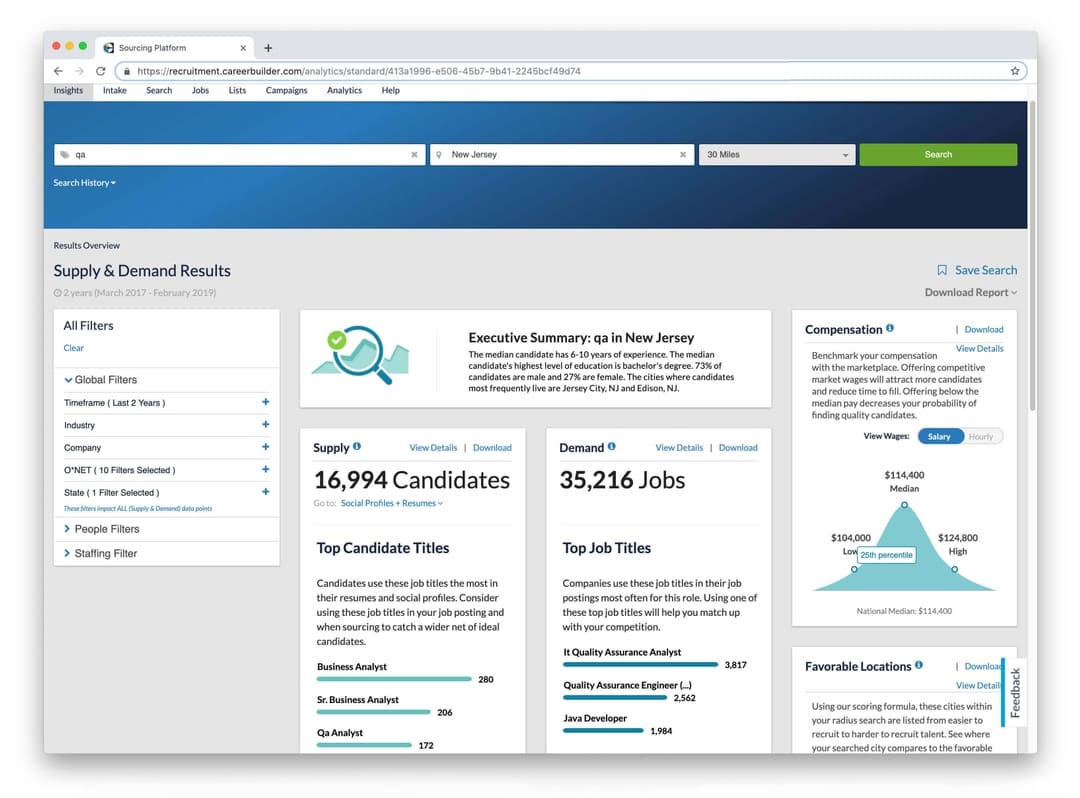 Sourcing Platform
https://recruitment.careerbuilder.com/analytics/standard/413a1996-e506-45b7-9b41-2245bcf49d74
Insights Intake Search Jobs Lists Campaigns Analytics Help
qa
New Jersey
30 Miles
Search
Search History
Results Overview
Supply & Demand Results
2 years (March 2017 - February 2019)
Save Search
Download Report
All Filters
Clear
Global Filters
Timeframe ( Last 2 Years )
Industry
Company
O*NET ( 10 Filters Selected )
State ( 1 Filter Selected )
These filters impact ALL (Supply & Demand) data points
People Filters
Staffing Filter
Executive Summary: qa in New Jersey
The median candidate has 6-10 years of experience. The median
candidate's highest level of education is bachelor's degree. 73% of
candidates are male and 27% are female. The cities where candidates
most frequently live are Jersey City, NJ and Edison, NJ.
Supply
View Details | Download
16,994 Candidates
Go to: Social Profiles + Resumes
Top Candidate Titles
Candidates use these job titles the most in
their resumes and social profiles. Consider
using these job titles in your job posting and
when sourcing to catch a wider net of ideal
candidates.
Business Analyst
280
Sr. Business Analyst
206
Qa Analyst
172
Demand
View Details | Download
35,216 Jobs
Top Job Titles
Companies use these job titles in their job
postings most often for this role. Using one of
these top job titles will help you match up
with your competition.
It Quality Assurance Analyst
3,817
Quality Assurance Engineer (...)
2,562
Java Developer
1,984
Compensation
| Download
View Details
Benchmark your compensation
with the marketplace. Offering competitive
market wages will attract more candidates
and reduce time to fill. Offering below the
median pay decreases your probability of
finding quality candidates.
View Wages: Salary Hourly
$114,400
Median
$104,000
Low
25th percentile
$124,800
High
National Median: $114,400
Favorable Locations
| Download
View Detail
Using our scoring formula, these cities within
your radius search are listed from easier to
recruit to harder to recruit talent. See where
your searched city compares to the favorable
Feedback